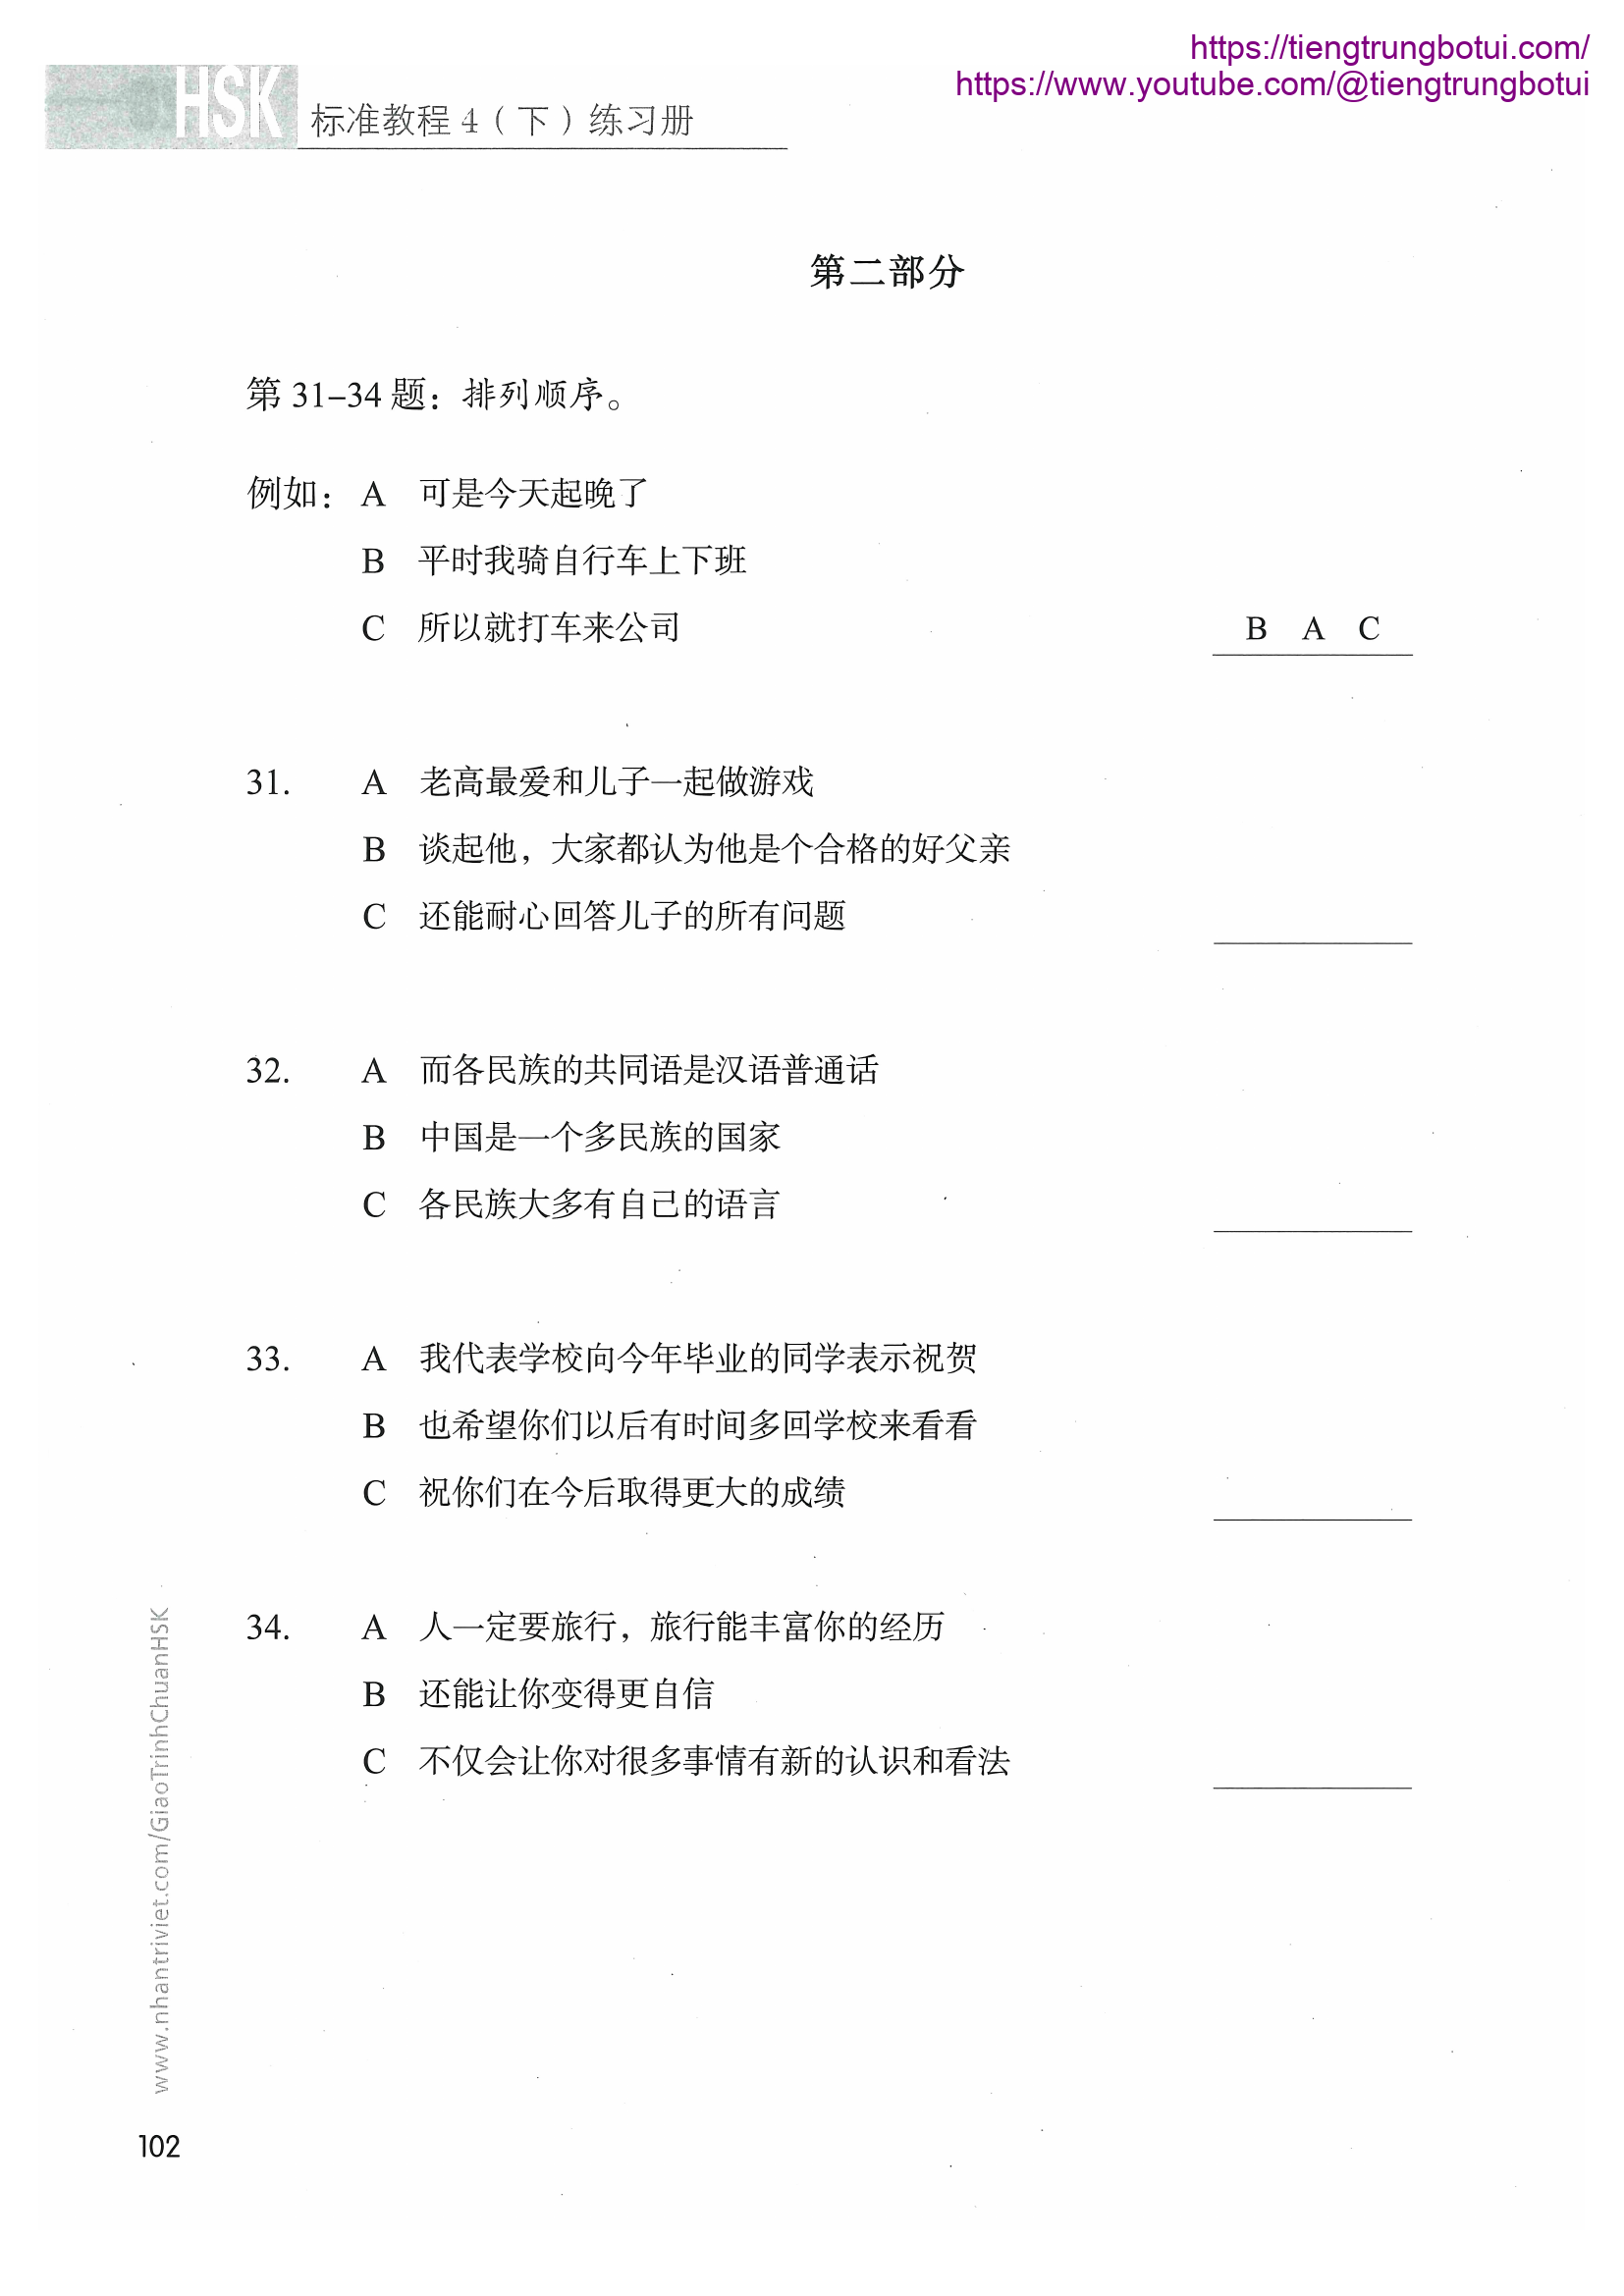 https://tiengtrungbotui.com/
https://www.youtube.com/@tiengtrungbotui
HSK 标准教程 4（下）练习册
第二部分
第 31–34 题：排列顺序。
例如： A 可是今天起晚了
B 平时我骑自行车上下班
C 所以就打车来公司 B A C
31. A 老高最爱和儿子一起做游戏
B 谈起他，大家都认为他是个合格的好父亲
C 还能耐心回答儿子的所有问题
32. A 而各民族的共同语是汉语普通话
B 中国是一个多民族的国家
C 各民族大多有自己的语言
33. A 我代表学校向今年毕业的同学表示祝贺
B 也希望你们以后有时间多回学校来看看
C 祝你们在今后取得更大的成绩
34. A 人一定要旅行，旅行能丰富你的经历
B 还能让你变得更自信
C 不仅会让你对很多事情有新的认识和看法
www.nhantriviet.com/GiaoTrinhChuanHSK
102